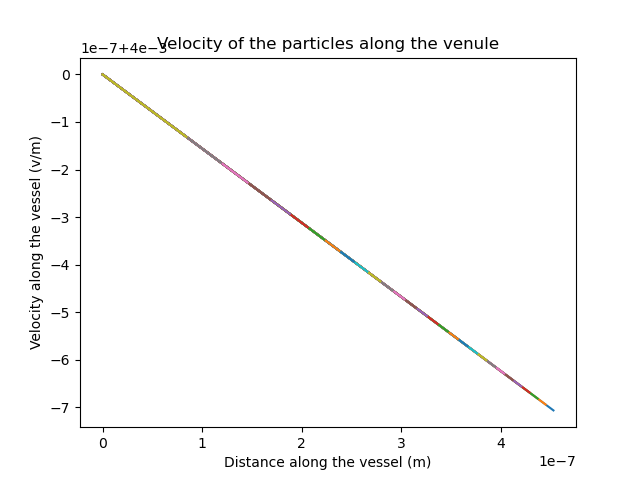 Velocity of the particles along the venule
1e−7+4e−3
0
−1
−2
−3
−4
−5
−6
−7
Velocity along the vessel (v/m)
0 1 2 3 4
1e−7
Distance along the vessel (m)